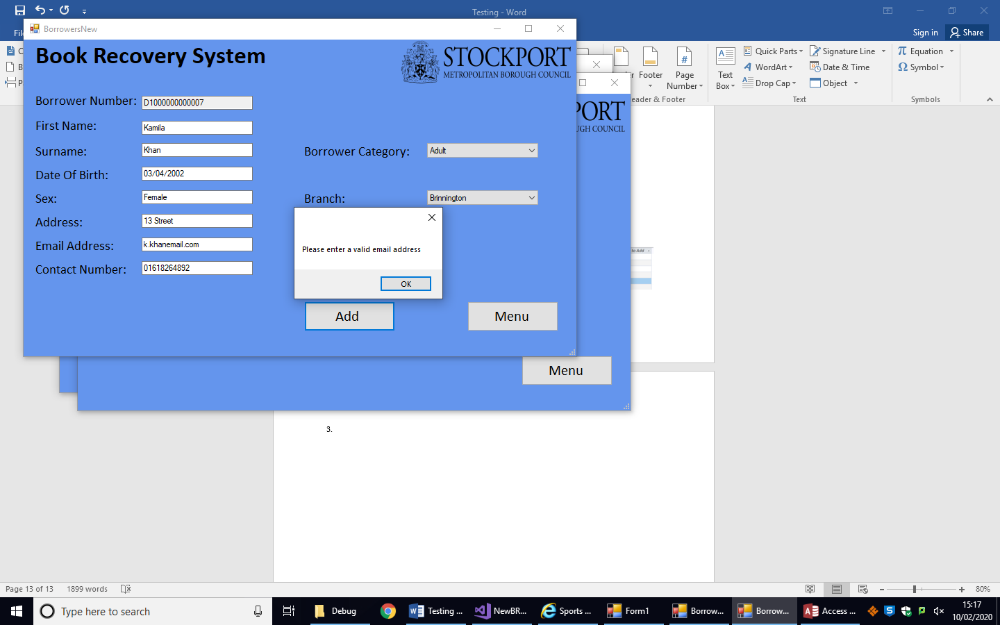 Testing - Word
BorrowersNew
Sign in
Share
Book Recovery System
STOCKPORT
METROPOLITAN BOROUGH COUNCIL
Borrower Number:
D1000000000007
First Name:
Kamila
Surname:
Khan
Borrower Category:
Adult
Date Of Birth:
03/04/2002
Sex:
Female
Branch:
Brinnington
Address:
13 Street
Email Address:
k.khanemail.com
Contact Number:
01618264892
Please enter a valid email address
OK
Add
Menu
Menu
Footer
Page
Number
Text
Box
Quick Parts
WordArt
Drop Cap
Signature Line
Date & Time
Object
Equation
Symbol
eader & Footer
Text
Symbols
PORT
UGH COUNCIL
to Add
3.
Page 13 of 13
1899 words
80%
Type here to search
Debug
Testing ...
NewBR...
Sports ...
Form1
Borrow...
Borrow...
Access ...
15:17
10/02/2020